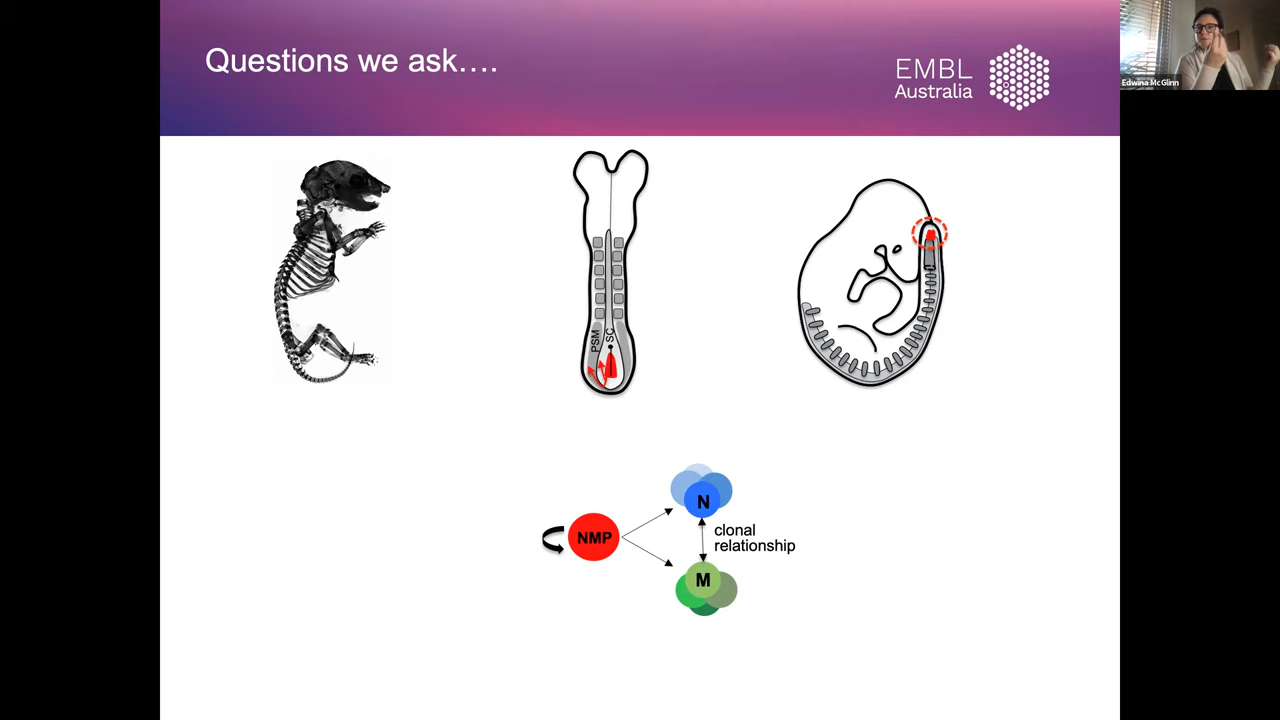 Questions we ask….
EMBL
Australia
Edwina McGlinn
PSM
SC
N
NMP
clonal
relationship
M